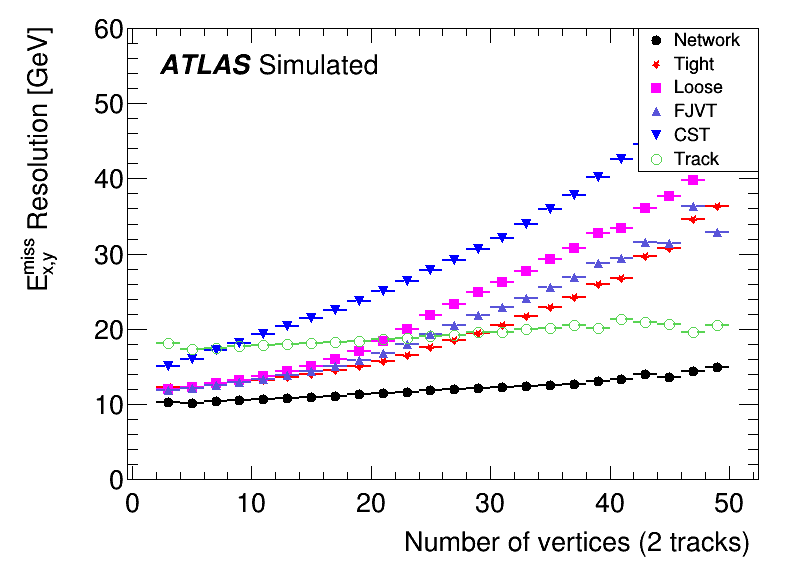 60
50
40
30
20
10
0
0 10 20 30 40 50
E^miss_x,y Resolution [GeV]
Number of vertices (2 tracks)
ATLAS Simulated
Network
Tight
Loose
FJVT
CST
Track